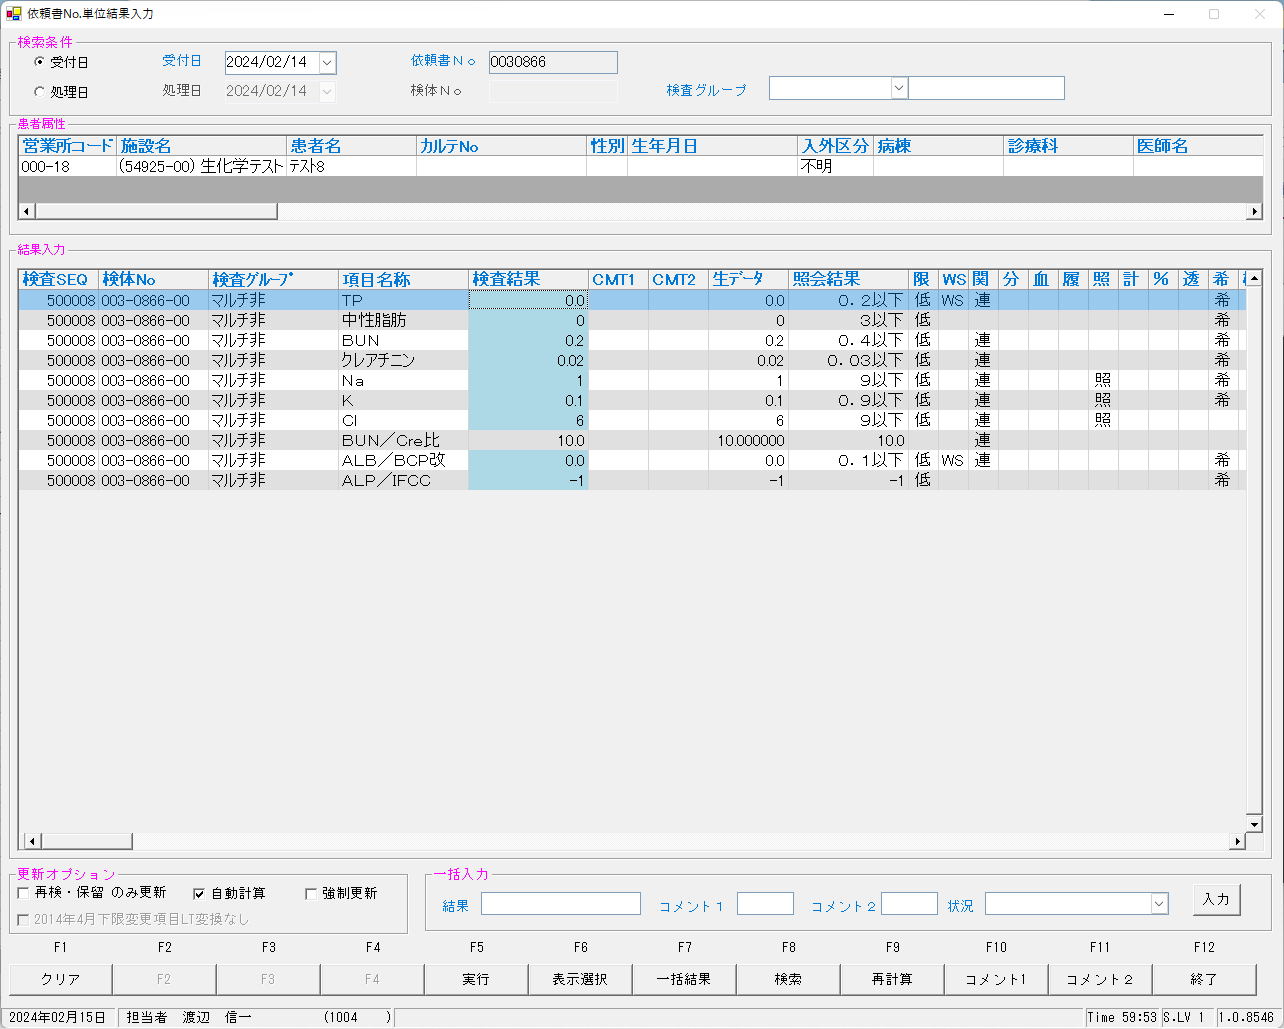 依頼書No.単位結果入力
検索条件
受付日 受付日 2024/02/14 依頼書Ｎｏ 0030866
処理日 処理日 2024/02/14 検体Ｎｏ 検査グループ
患者属性
営業所コード 施設名 患者名 カルテNo 性別 生年月日 入外区分 病棟 診療科 医師名
000-18 (54925-00) 生化学テスト ﾃｽﾄ8 不明
結果入力
検査SEQ 検体No 検査ｸﾞﾙｰﾌﾟ 項目名称 検査結果 CMT1 CMT2 生ﾃﾞｰﾀ 照会結果 限 WS 関 分 血 履 照 計 % 透 希
500008 003-0866-00 マルチ非 ＴＰ 0.0 0.0 ０．２以下 低 WS 連 希
500008 003-0866-00 マルチ非 中性脂肪 0 0 ３以下 低 希
500008 003-0866-00 マルチ非 ＢＵＮ 0.2 0.2 ０．４以下 低 連 希
500008 003-0866-00 マルチ非 クレアチニン 0.02 0.02 ０．０３以下 低 連 希
500008 003-0866-00 マルチ非 Ｎａ 1 1 ９以下 低 連 照 希
500008 003-0866-00 マルチ非 Ｋ 0.1 0.1 ０．９以下 低 連 照 希
500008 003-0866-00 マルチ非 Ｃｌ 6 6 ９以下 低 連 照
500008 003-0866-00 マルチ非 ＢＵＮ／Ｃｒｅ比 10.0 10.000000 10.0 連
500008 003-0866-00 マルチ非 ＡＬＢ／ＢＣＰ改 0.0 0.0 ０．１以下 低 WS 連 希
500008 003-0866-00 マルチ非 ＡＬＰ／ＩＦＣＣ -1 -1 -1 低 希
更新オプション
再検・保留 のみ更新 自動計算 強制更新
2014年4月下限変更項目LT変換なし
一括入力
結果 コメント１ コメント２ 状況 入力
F1 F2 F3 F4 F5 F6 F7 F8 F9 F10 F11 F12
クリア F2 F3 F4 実行 表示選択 一括結果 検索 再計算 コメント1 コメント２ 終了
2024年02月15日 担当者 渡辺 信一 (1004 ) Time 59:53 S.LV 1 1.0.8546